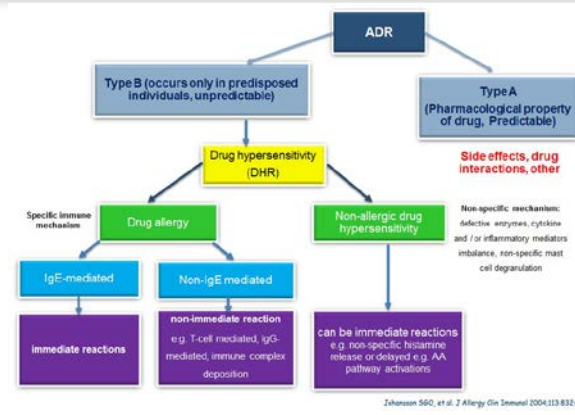 ADR
Type B (occurs only in predisposed
individuals, unpredictable)
Type A
(Pharmacological property
of drug, Predictable)
Side effects, drug
interactions, other
Drug hypersensitivity
(DHR)
Specific immune
mechanism
Drug allergy
Non-allergic drug
hypersensitivity
Non-specific mechanism:
defective enzymes, cytokine
and / or inflammatory mediators
imbalance, non-specific mast
cell degranulation
IgE-mediated
Non-IgE mediated
immediate reactions
non-immediate reaction
e.g. T-cell mediated, IgG-
mediated, immune complex
deposition
can be immediate reactions
e.g. non-specific histamine
release or delayed e.g. AA
pathway activations
Johansson SGO, et al. J Allergy Clin Immunol 2004;113:832-